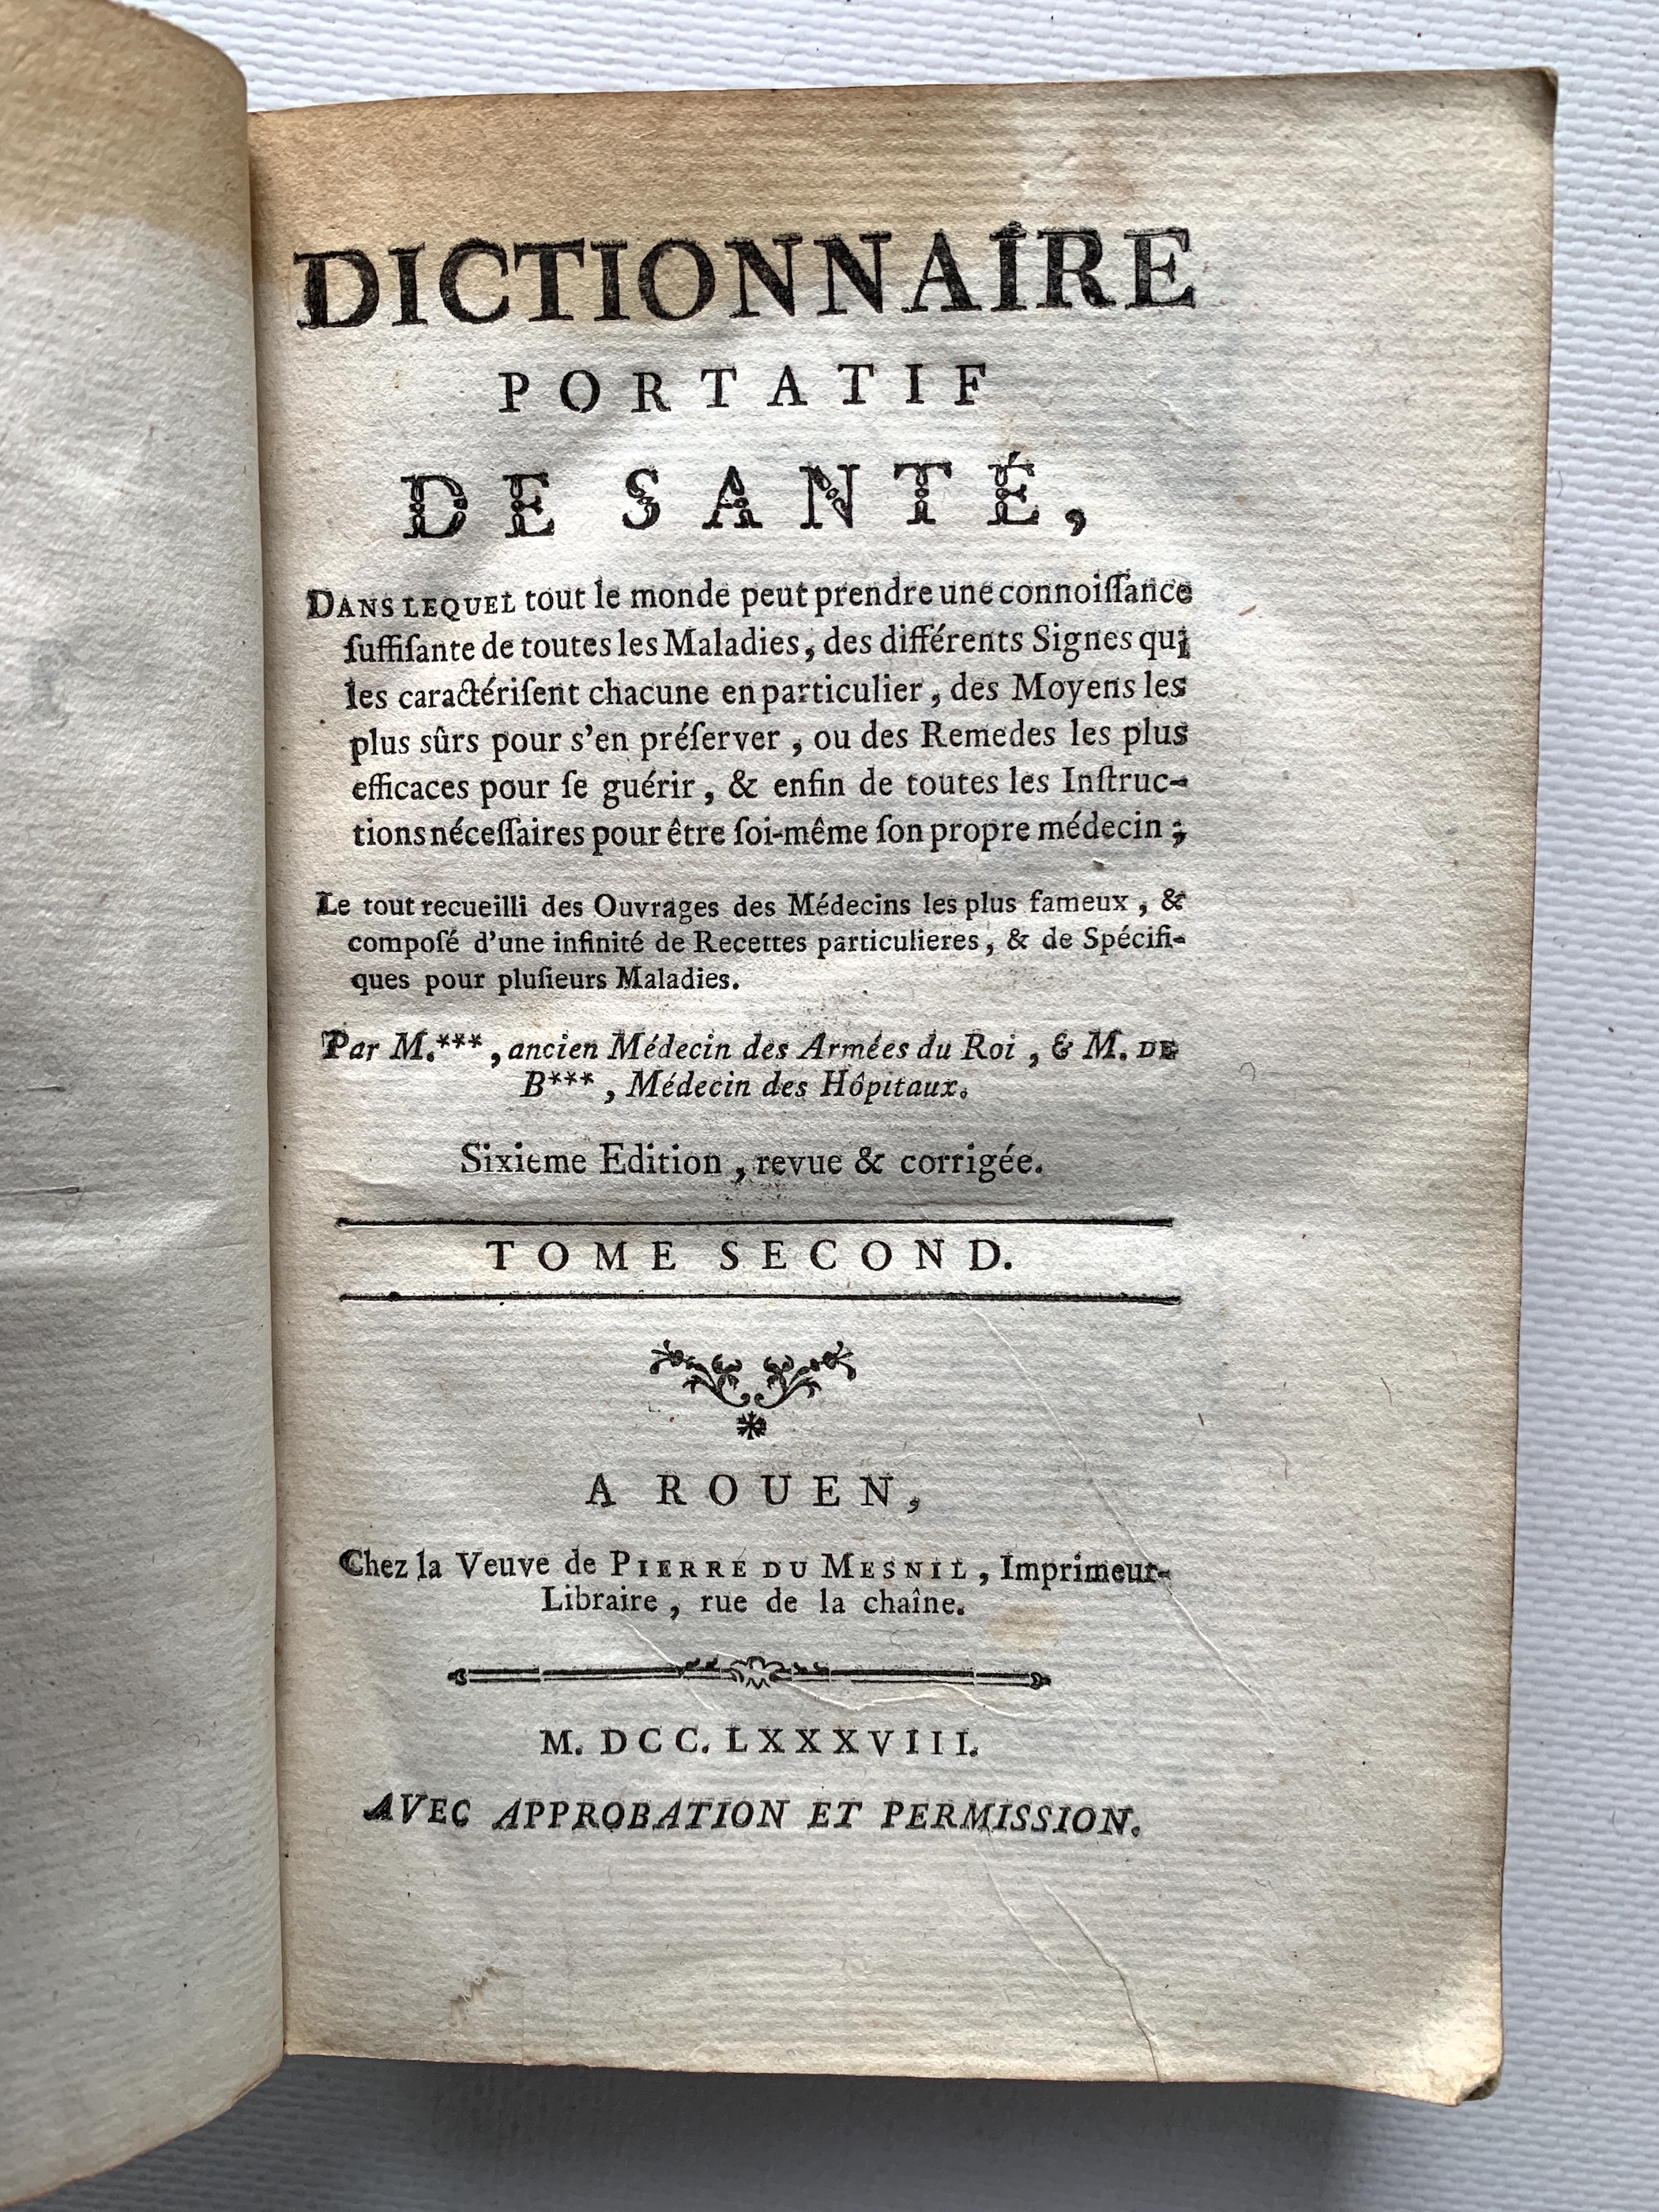 DICTIONNAIRE
PORTATIF
DE SANTÉ,
DANS LEQUEL tout le monde peut prendre une connoiſſance
ſuffiſante de toutes les Maladies, des différents Signes qui
les caractériſent chacune en particulier, des Moyens les
plus sûrs pour s'en préſerver, ou des Remedes les plus
efficaces pour ſe guérir, & enfin de toutes les Inſtruc-
tions néceſſaires pour être ſoi-même ſon propre médecin;
Le tout recueilli des Ouvrages des Médecins les plus fameux, &
compoſé d'une infinité de Recettes particulieres, & de Spécifi-
ques pour pluſieurs Maladies.
Par M.***, ancien Médecin des Armées du Roi, & M. DE
B***, Médecin des Hôpitaux.
Sixieme Edition, revue & corrigée.
TOME SECOND.
A ROUEN,
Chez la Veuve de PIERRE DU MESNIL, Imprimeur-
Libraire, rue de la chaîne.
M. DCC. LXXXVIII.
AVEC APPROBATION ET PERMISSION.